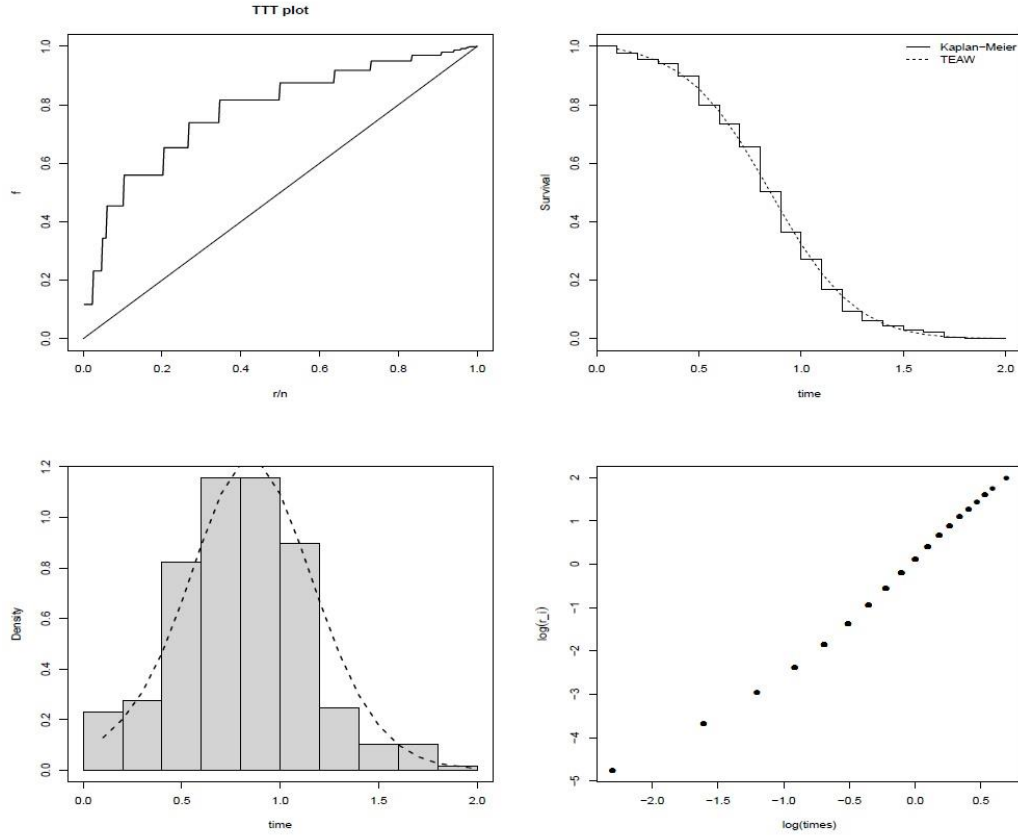 TTT plot
f
0.0 0.2 0.4 0.6 0.8 1.0
0.0 0.2 0.4 0.6 0.8 1.0
r/n
Survival
0.0 0.2 0.4 0.6 0.8 1.0
Kaplan-Meier
TEAW
0.0 0.5 1.0 1.5 2.0
time
Density
0.0 0.2 0.4 0.6 0.8 1.0 1.2
0.0 0.5 1.0 1.5 2.0
time
log(r_i)
-5 -4 -3 -2 -1 0 1 2
-2.0 -1.5 -1.0 -0.5 0.0 0.5
log(times)